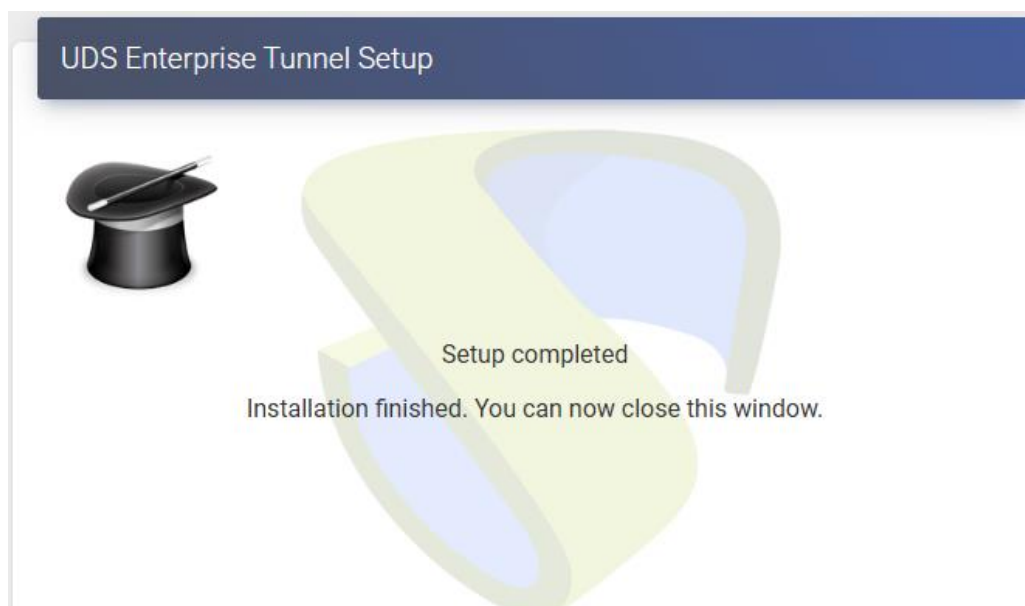 UDS Enterprise Tunnel Setup
Setup completed
Installation finished. You can now close this window.